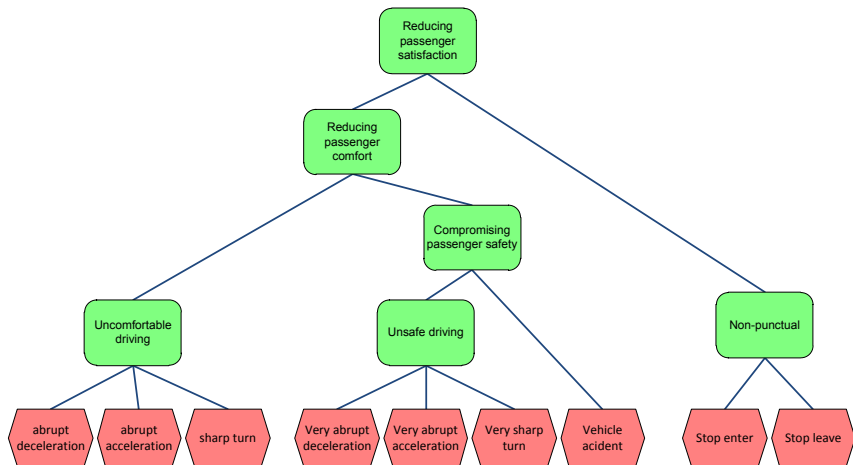 Reducing
passenger
satisfaction
Reducing
passenger
comfort
Compromising
passenger safety
Uncomfortable
driving
Unsafe driving
Non-punctual
abrupt
deceleration
abrupt
acceleration
sharp turn
Very abrupt
deceleration
Very abrupt
acceleration
Very sharp
turn
Vehicle
acident
Stop enter
Stop leave